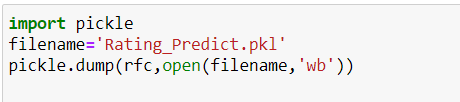 import pickle
filename='Rating_Predict.pkl'
pickle.dump(rfc,open(filename,'wb'))